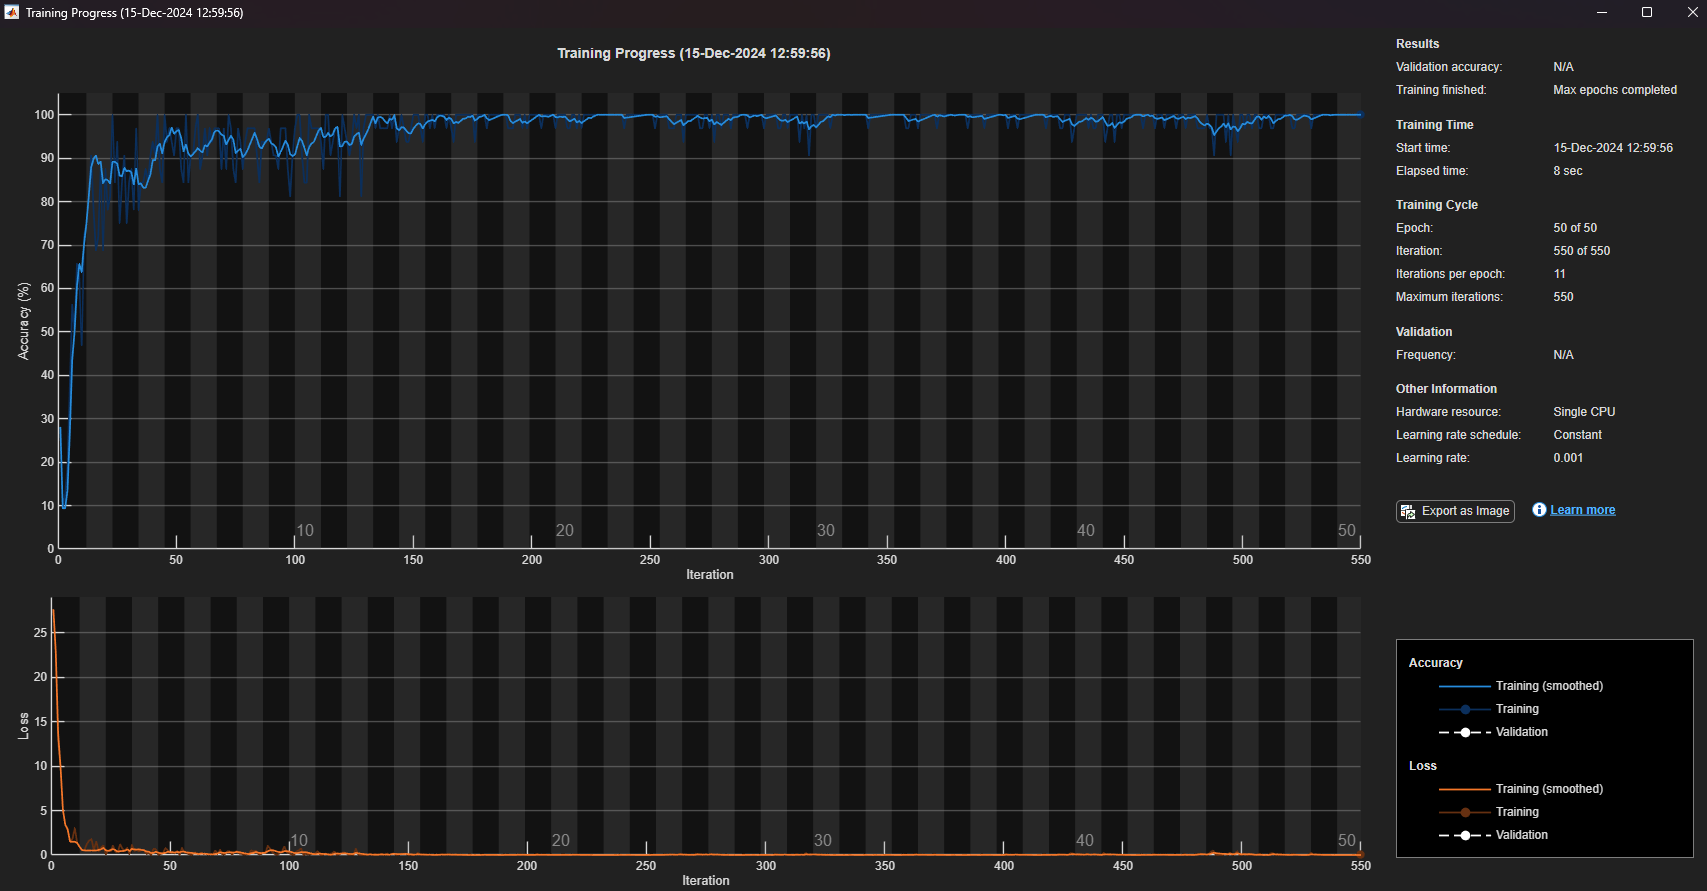 Training Progress (15-Dec-2024 12:59:56)
Training Progress (15-Dec-2024 12:59:56)
Accuracy (%)
100
90
80
70
60
50
40
30
20
10
0
10
20
30
40
50
0
50
100
150
200
250
300
350
400
450
500
550
Iteration
Loss
25
20
15
10
5
0
10
20
30
40
50
0
50
100
150
200
250
300
350
400
450
500
550
Iteration
Results
Validation accuracy: N/A
Training finished: Max epochs completed
Training Time
Start time: 15-Dec-2024 12:59:56
Elapsed time: 8 sec
Training Cycle
Epoch: 50 of 50
Iteration: 550 of 550
Iterations per epoch: 11
Maximum iterations: 550
Validation
Frequency: N/A
Other Information
Hardware resource: Single CPU
Learning rate schedule: Constant
Learning rate: 0.001
Export as Image
Learn more
Accuracy
Training (smoothed)
Training
Validation
Loss
Training (smoothed)
Training
Validation